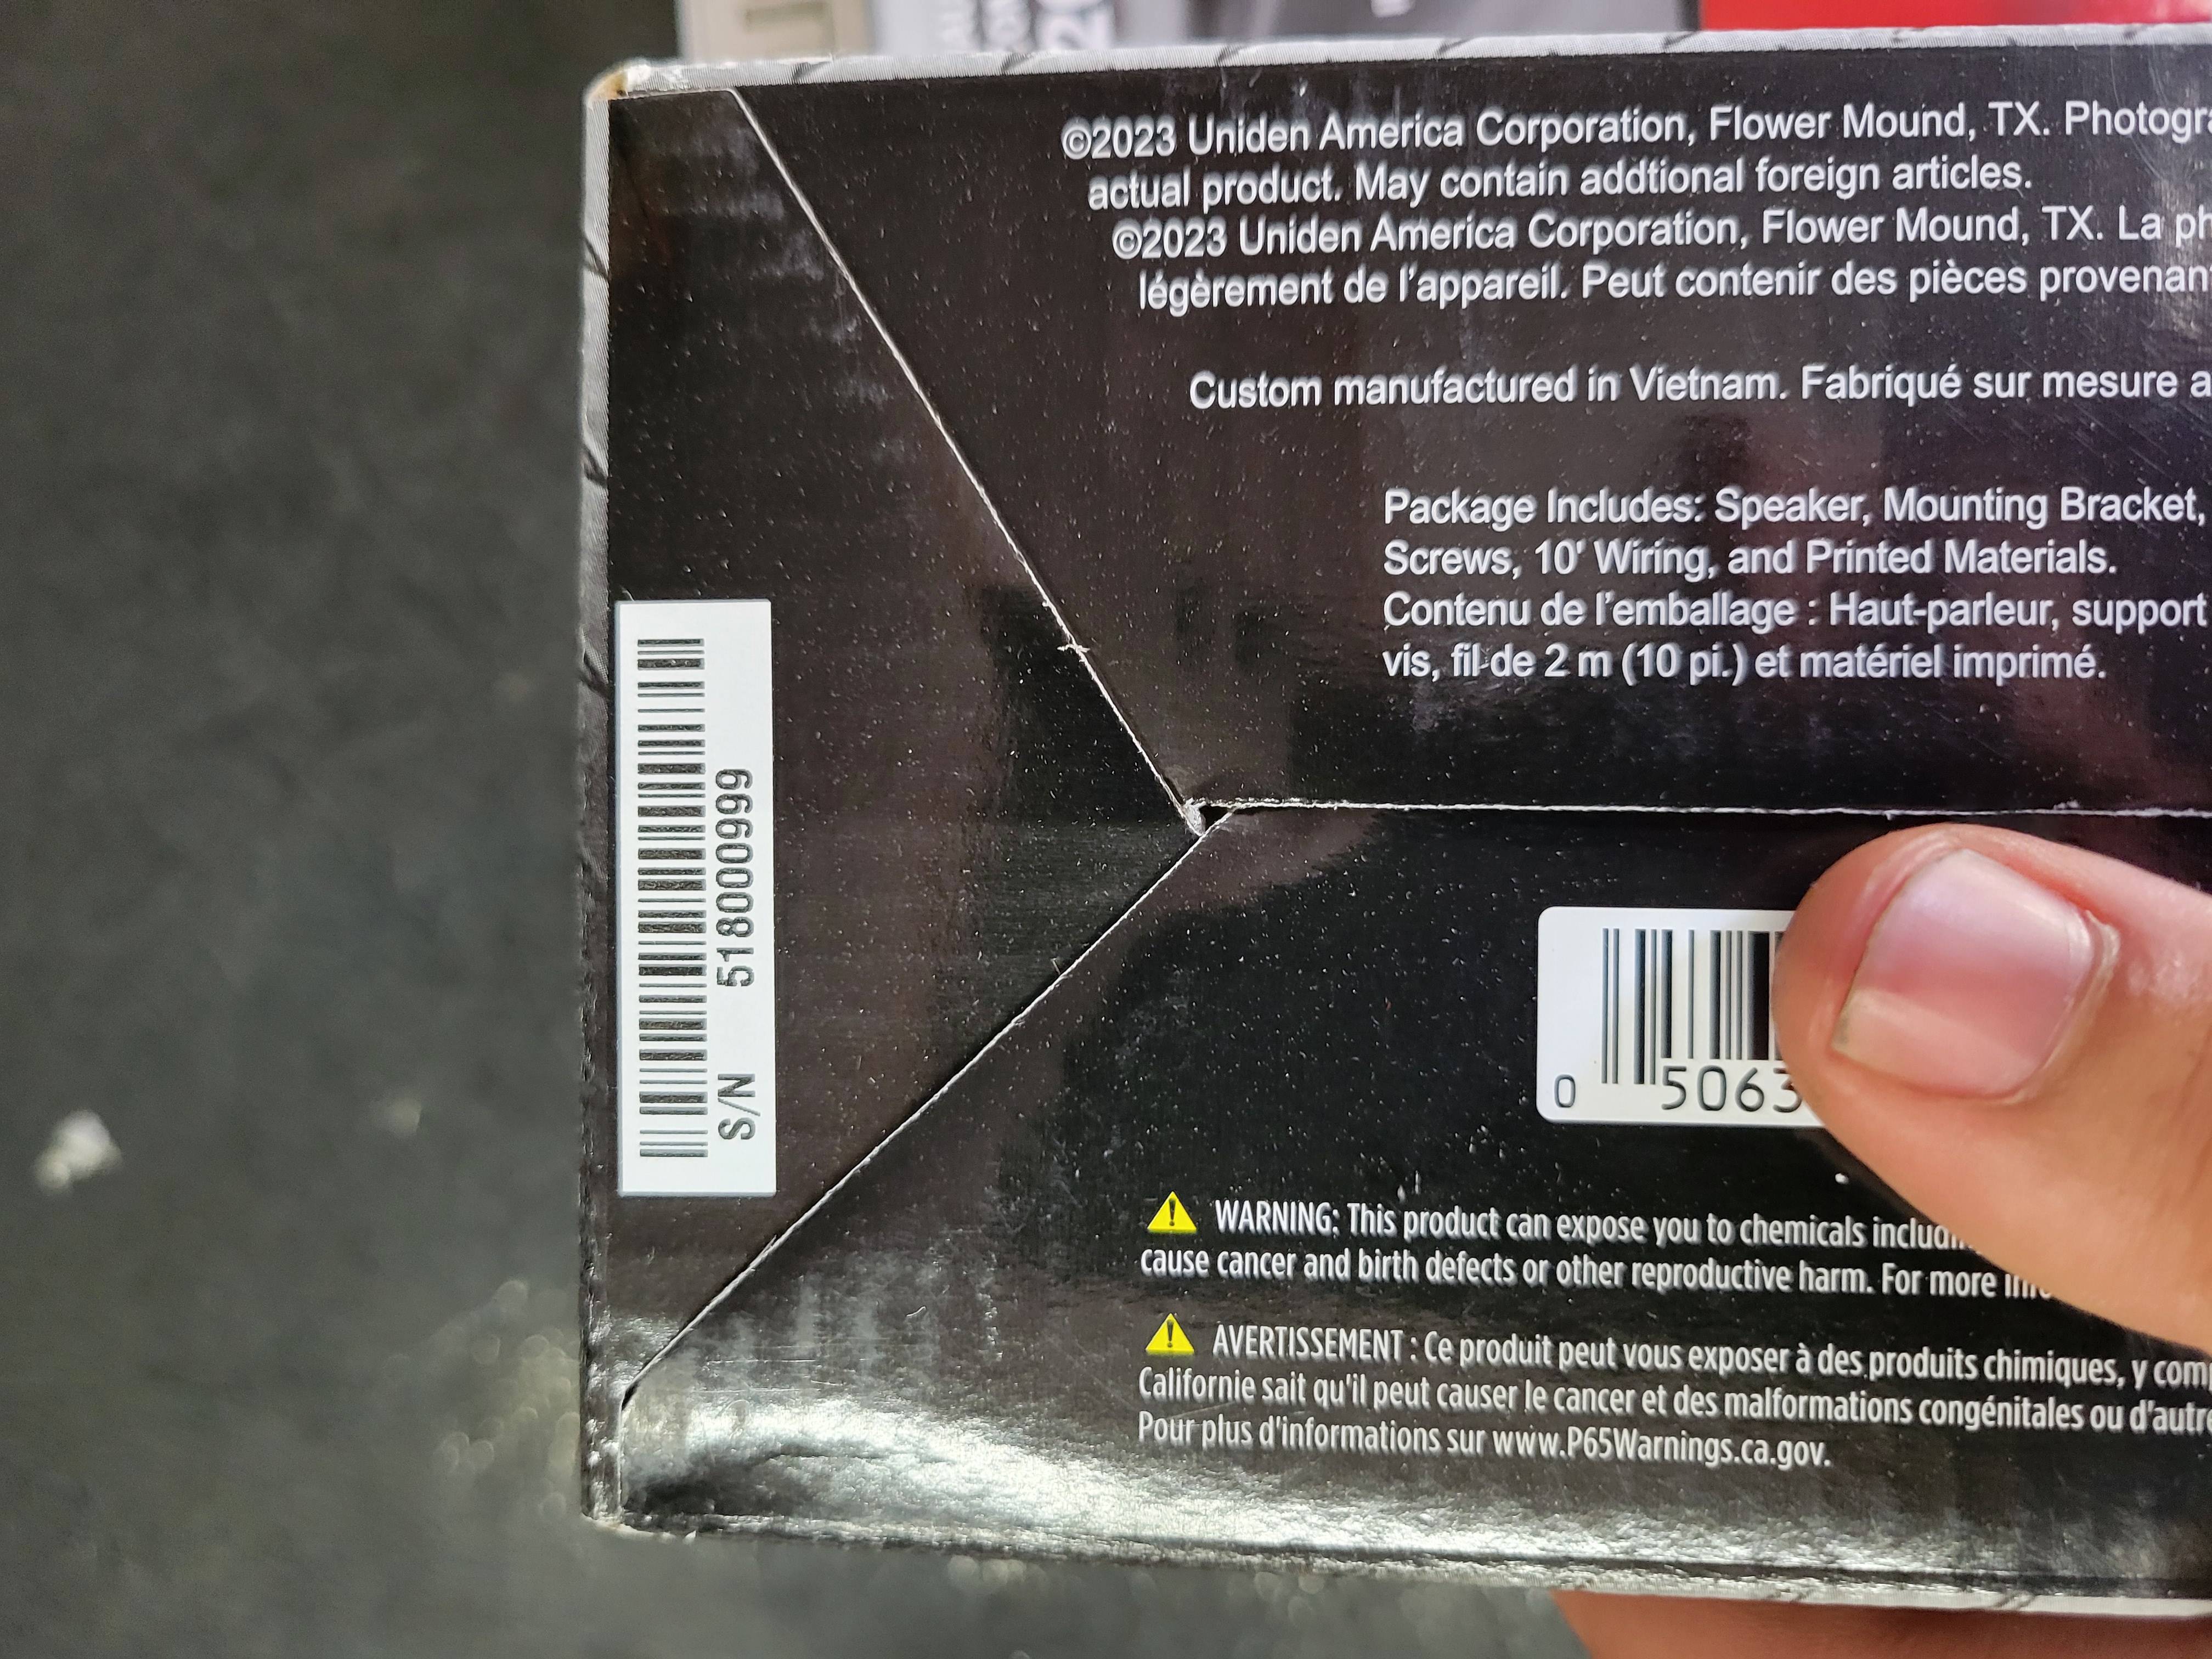 ©2023 Uniden America Corporation, Flower Mound, TX.
actual product. May contain addtional foreign articles.
©2023 Uniden America Corporation, Flower Mound, TX. La
légèrement de l'appareil. Peut contenir des pièces
Custom manufactured in Vietnam. Fabriqué sur mesure
Package Includes: Speaker, Mounting Bracket,
Screws, 10' Wiring, and Printed Materials.
Contenu de l'emballage : Haut-parleur, support
vis, fil de 2 m (10 pi.) et matériel imprimé.
S/N 5180000999
0 5063
WARNING: This product can expose you to chemicals
cause cancer and birth defects or other reproductive harm. For more
AVERTISSEMENT : Ce produit peut vous exposer à des produits chimiques, y
Californie sait qu'il peut causer le cancer et des malformations congénitales ou
Pour plus d'informations sur www.P65Warnings.ca.gov.